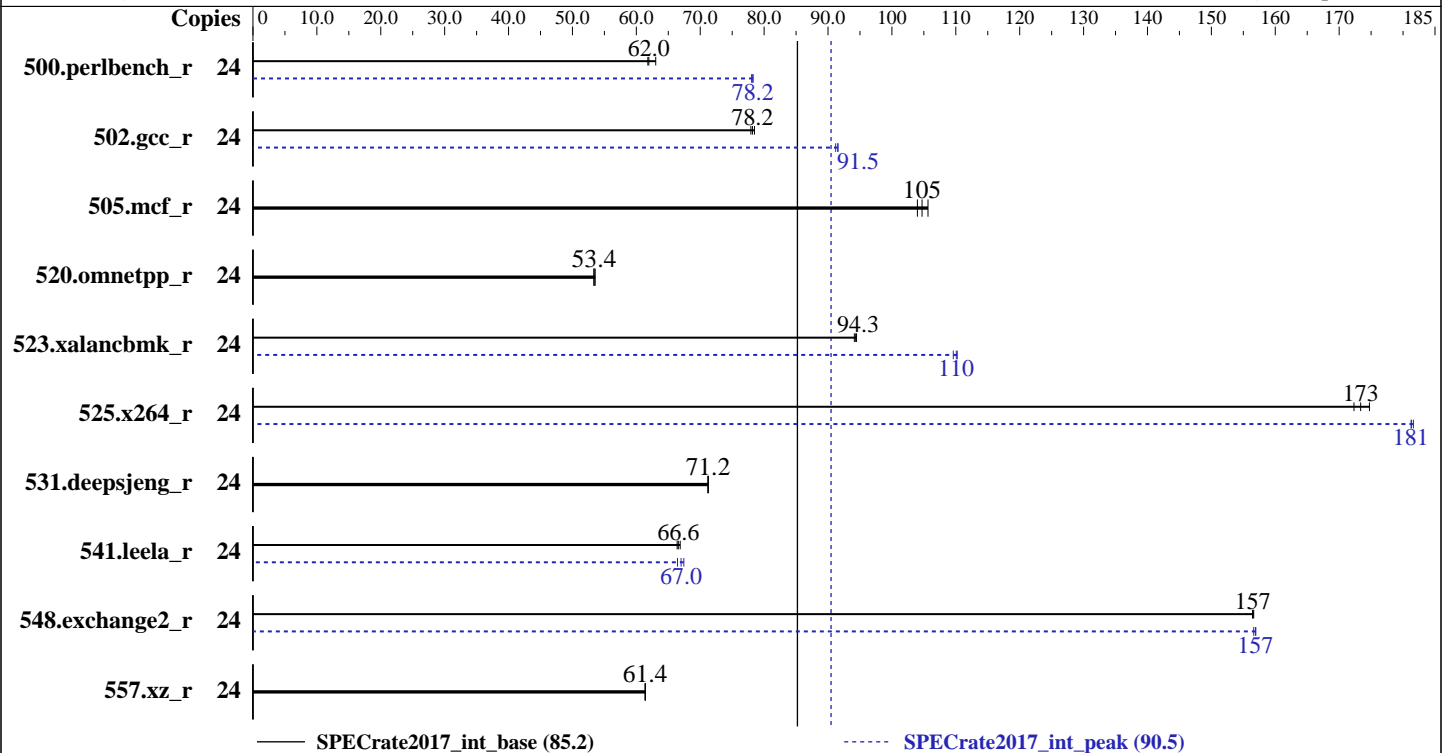 Copies 0 10.0 20.0 30.0 40.0 50.0 60.0 70.0 80.0 90.0 100 110 120 130 140 150 160 170 185
62.0
500.perlbench_r 24
78.2
78.2
502.gcc_r 24
91.5
105
505.mcf_r 24
53.4
520.omnetpp_r 24
94.3
523.xalancbmk_r 24
110
173
525.x264_r 24
181
71.2
531.deepsjeng_r 24
66.6
541.leela_r 24
67.0
157
548.exchange2_r 24
157
61.4
557.xz_r 24
SPECrate2017_int_base (85.2) SPECrate2017_int_peak (90.5)